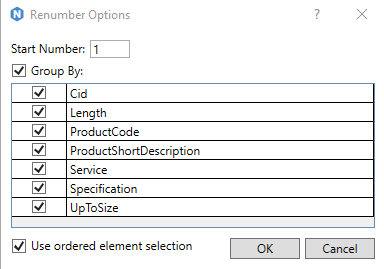 Renumber Options
Start Number: 1
Group By:
Cid
Length
ProductCode
ProductShortDescription
Service
Specification
UpToSize
Use ordered element selection
OK
Cancel